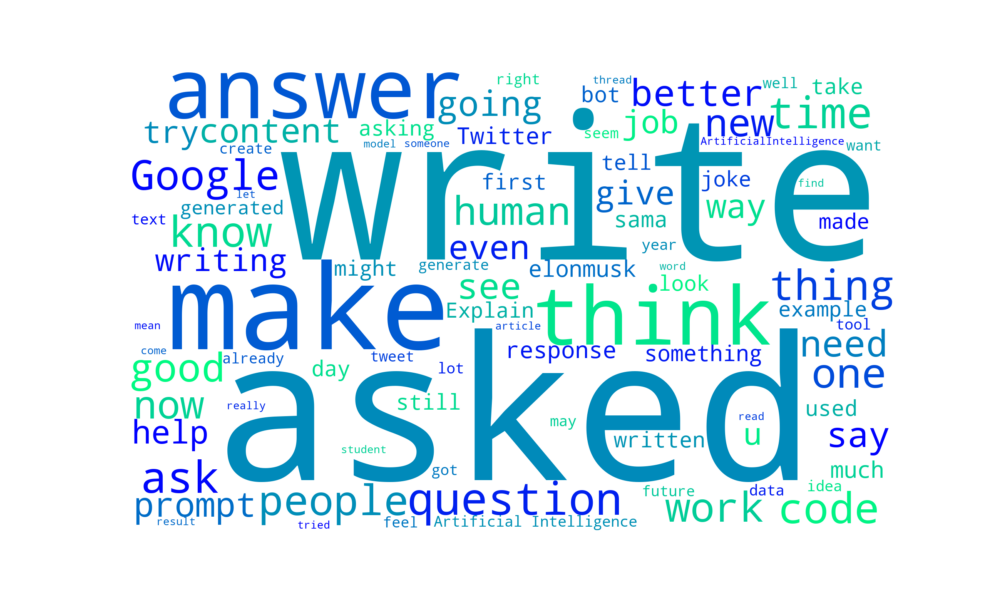 right
thread
answer
going
bot
better
well
take
time
try
content
asking
Twitter
seem
job
new
create
model
someone
ArtificialIntelligence
want
write
Google
let
first
tell
give
joke
find
text
generated
know
human
sama
way
made
writing
might
even
generate
elonmusk
year
word
make
see
look
thing
Explain
think
example
mean
article
tool
come
already
tweet
response
something
need
good
day
lot
one
now
really
asked
still
may
read
used
help
student
written
u
say
ask
got
much
prompt
people
question
future
data
idea
result
tried
feel
Artificial Intelligence
work
code